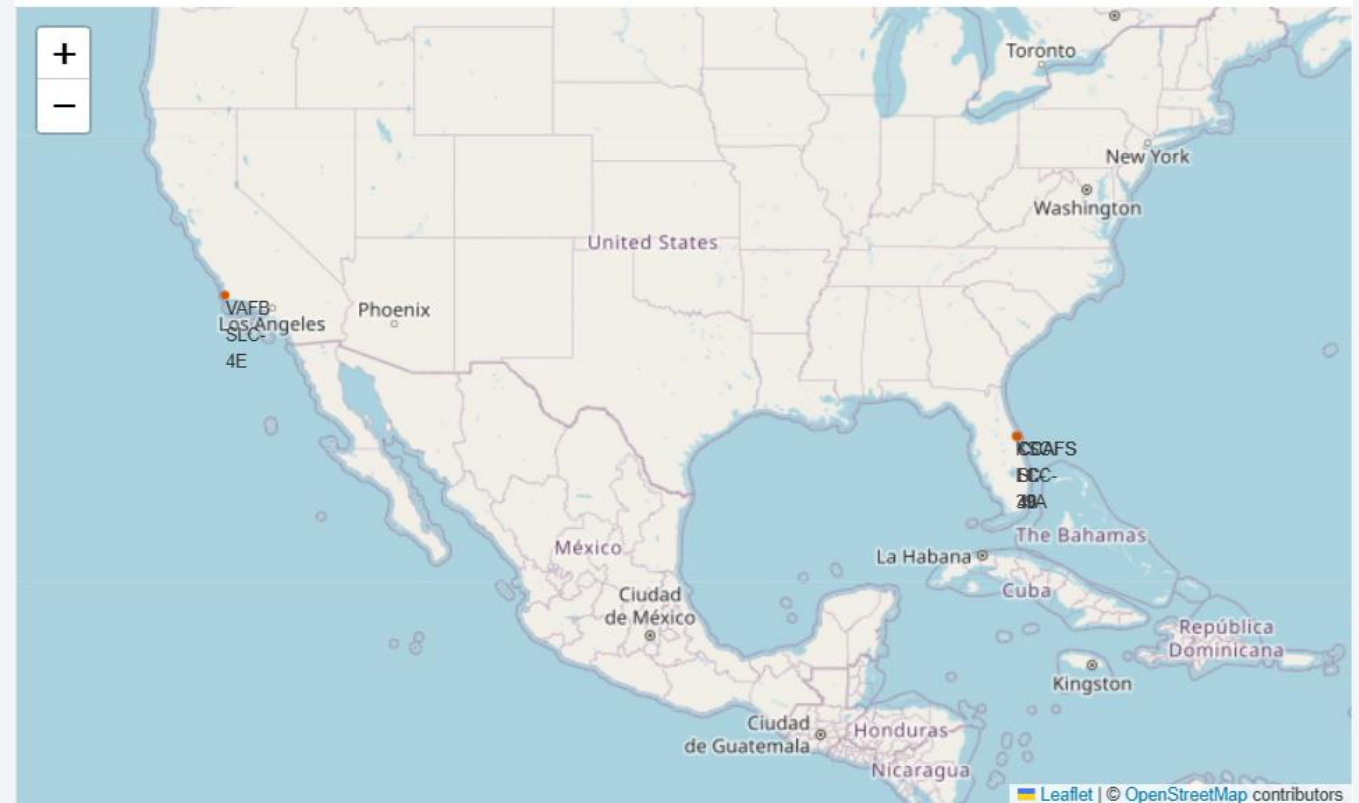 +
−
Toronto
New York
Washington
United States
VAFB
SLC-
4E
Los Angeles
Phoenix
The Bahamas
La Habana
Cuba
México
Ciudad
de México
República
Dominicana
Kingston
Ciudad
de Guatemala
Honduras
Nicaragua
Leaflet | © OpenStreetMap contributors